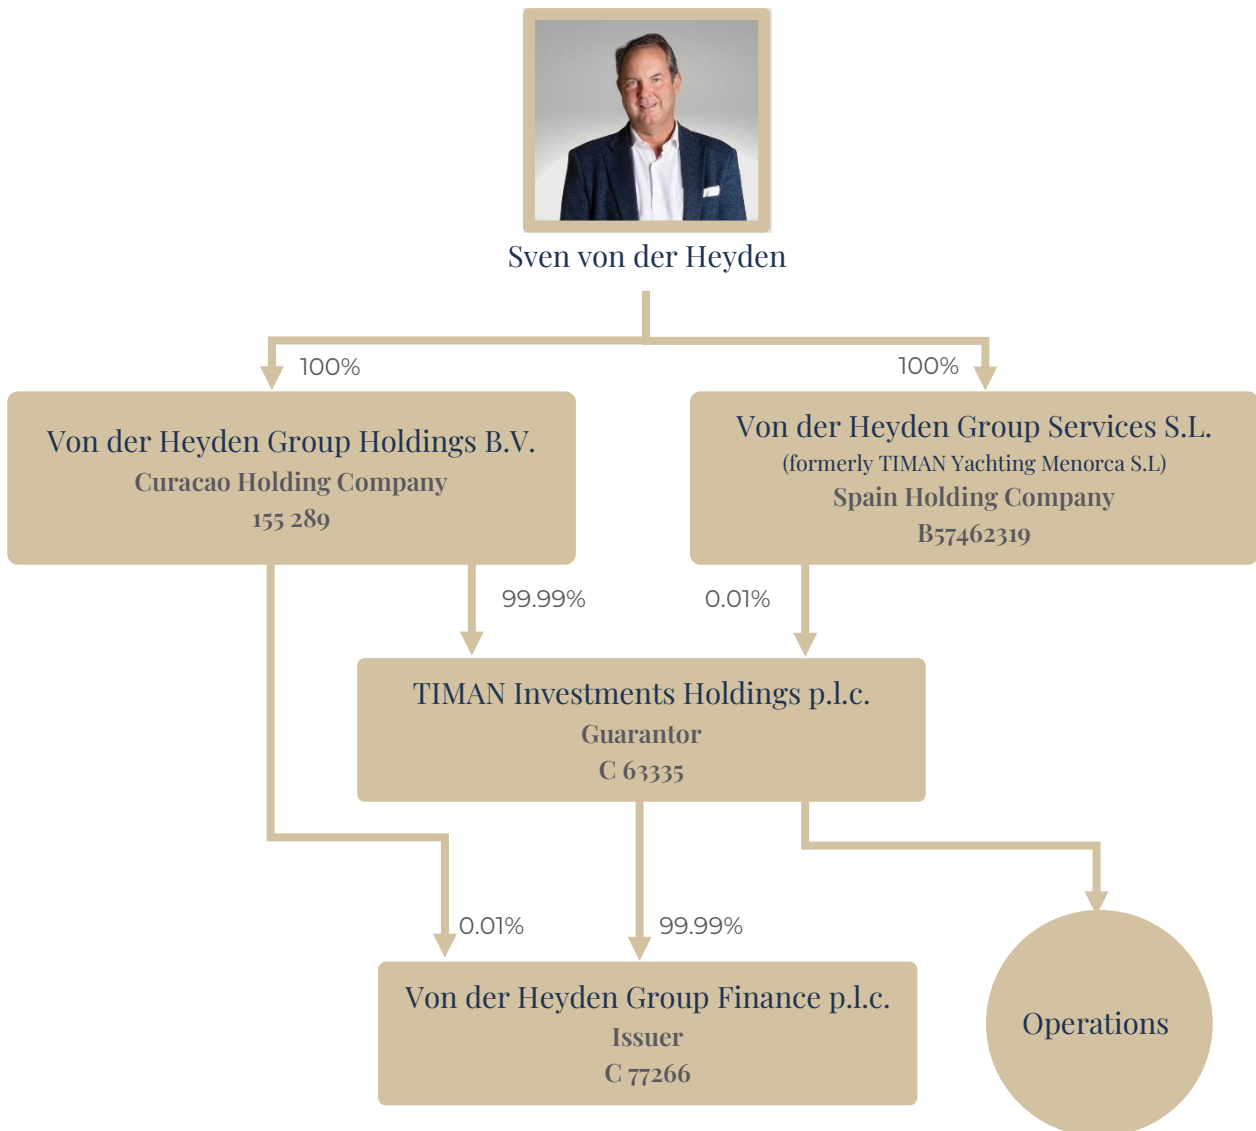 Sven von der Heyden
100%
100%
Von der Heyden Group Holdings B.V.
Curacao Holding Company
155 289
Von der Heyden Group Services S.L.
(formerly TIMAN Yachting Menorca S.L)
Spain Holding Company
B57462319
99.99%
0.01%
TIMAN Investments Holdings p.l.c.
Guarantor
C 63335
0.01%
99.99%
Von der Heyden Group Finance p.l.c.
Issuer
C 77266
Operations